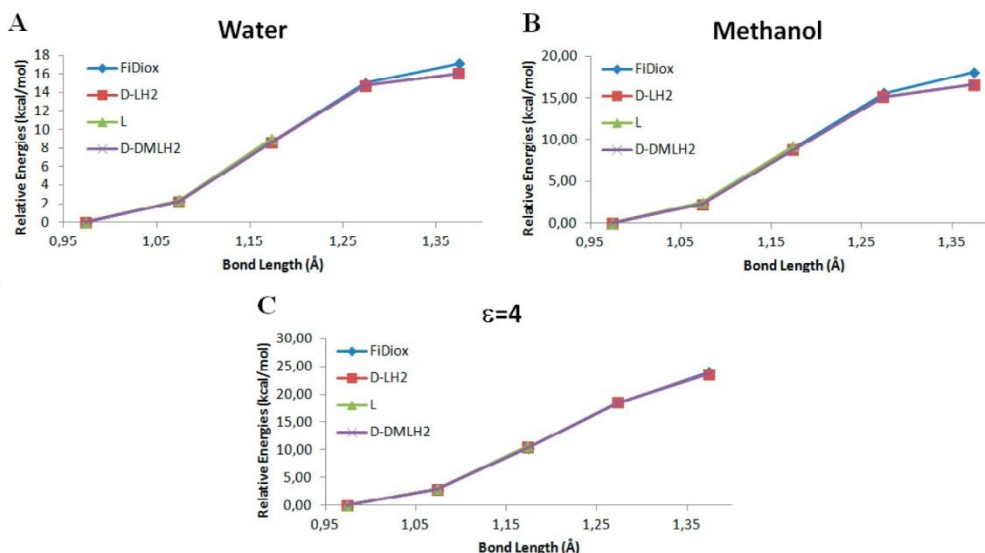 A
Water
Relative Energies (kcal/mol)
18
16
14
12
10
8
6
4
2
0
FiDiox
D-LH2
L
D-DMLH2
0,95 1,05 1,15 1,25 1,35
Bond Length (Å)
B
Methanol
Relative Energies (kcal/mol)
20,00
15,00
10,00
5,00
0,00
FiDiox
D-LH2
L
D-DMLH2
0,95 1,05 1,15 1,25 1,35
Bond Length (Å)
C
ε=4
Relative Energies (kcal/mol)
30,00
25,00
20,00
15,00
10,00
5,00
0,00
FiDiox
D-LH2
L
D-DMLH2
0,95 1,05 1,15 1,25 1,35
Bond Length (Å)